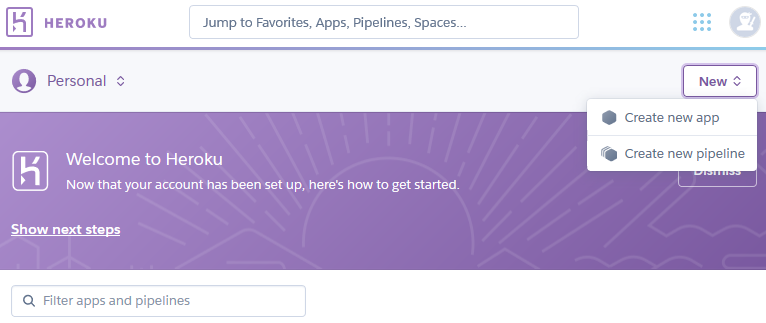 HEROKU
Jump to Favorites, Apps, Pipelines, Spaces...
Personal
New
Create new app
Create new pipeline
Welcome to Heroku
Now that your account has been set up, here's how to get started.
Dismiss
Show next steps
Filter apps and pipelines